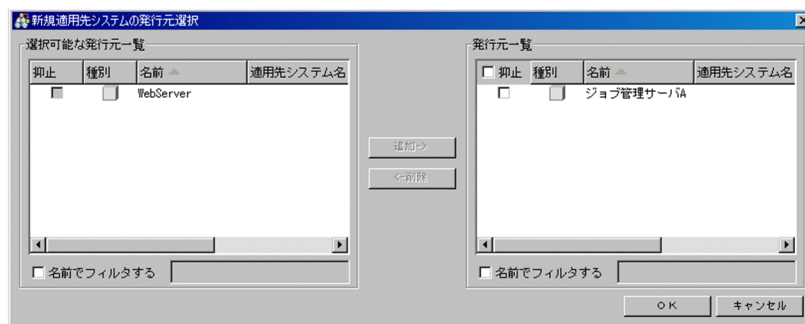 新規適用先システムの発行元選択
選択可能な発行元一覧
抑止 種別 名前 適用先システム名
WebServer
名前でフィルタする
追加->
<-削除
発行元一覧
抑止 種別 名前 適用先システム名
ジョブ管理サーバA
名前でフィルタする
OK キャンセル